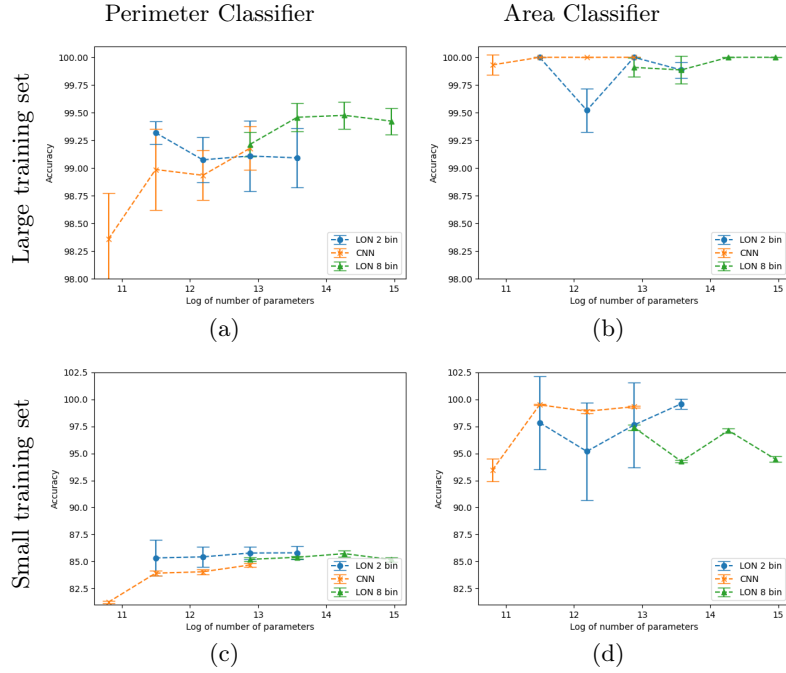 Perimeter Classifier
Area Classifier
Large training set
100.00
99.75
99.50
99.25
99.00
98.75
98.50
98.25
98.00
Accuracy
11
12
13
14
15
Log of number of parameters
LON 2 bin
CNN
LON 8 bin
(a)
100.00
99.75
99.50
99.25
99.00
98.75
98.50
98.25
98.00
Accuracy
11
12
13
14
15
Log of number of parameters
LON 2 bin
CNN
LON 8 bin
(b)
Small training set
102.5
100.0
97.5
95.0
92.5
90.0
87.5
85.0
82.5
Accuracy
11
12
13
14
15
Log of number of parameters
LON 2 bin
CNN
LON 8 bin
(c)
102.5
100.0
97.5
95.0
92.5
90.0
87.5
85.0
82.5
Accuracy
11
12
13
14
15
Log of number of parameters
LON 2 bin
CNN
LON 8 bin
(d)